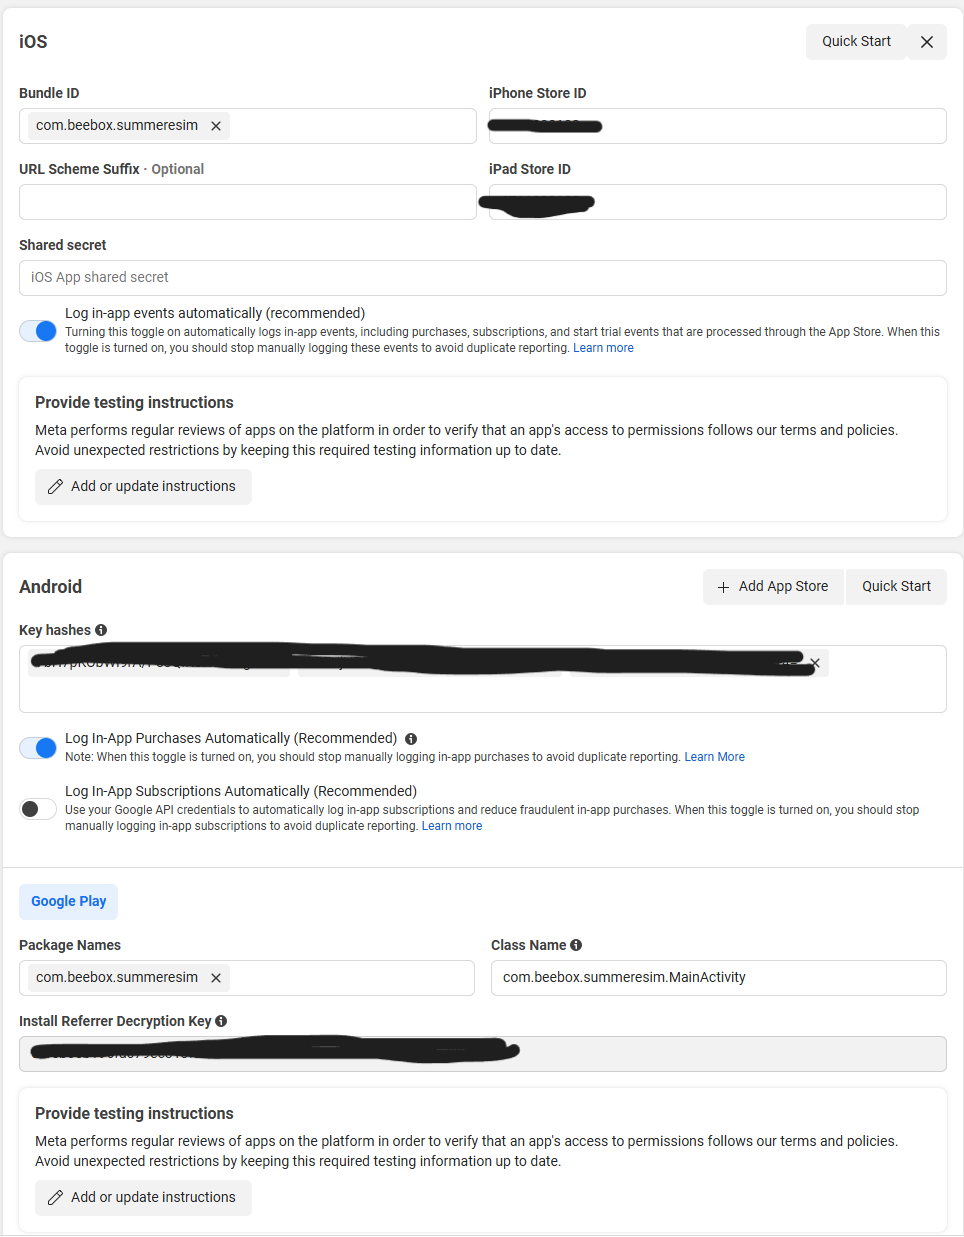 iOS
Quick Start
Bundle ID
iPhone Store ID
com.beebox.summeresim
URL Scheme Suffix · Optional
iPad Store ID
Shared secret
iOS App shared secret
Log in-app events automatically (recommended)
Turning this toggle on automatically logs in-app events, including purchases, subscriptions, and start trial events that are processed through the App Store. When this
toggle is turned on, you should stop manually logging these events to avoid duplicate reporting. Learn more
Provide testing instructions
Meta performs regular reviews of apps on the platform in order to verify that an app's access to permissions follows our terms and policies.
Avoid unexpected restrictions by keeping this required testing information up to date.
Add or update instructions
Android
Add App Store
Quick Start
Key hashes
Log In-App Purchases Automatically (Recommended)
Note: When this toggle is turned on, you should stop manually logging in-app purchases to avoid duplicate reporting. Learn More
Log In-App Subscriptions Automatically (Recommended)
Use your Google API credentials to automatically log in-app subscriptions and reduce fraudulent in-app purchases. When this toggle is turned on, you should stop
manually logging in-app subscriptions to avoid duplicate reporting. Learn more
Google Play
Package Names
Class Name
com.beebox.summeresim
com.beebox.summeresim.MainActivity
Install Referrer Decryption Key
Provide testing instructions
Meta performs regular reviews of apps on the platform in order to verify that an app's access to permissions follows our terms and policies.
Avoid unexpected restrictions by keeping this required testing information up to date.
Add or update instructions